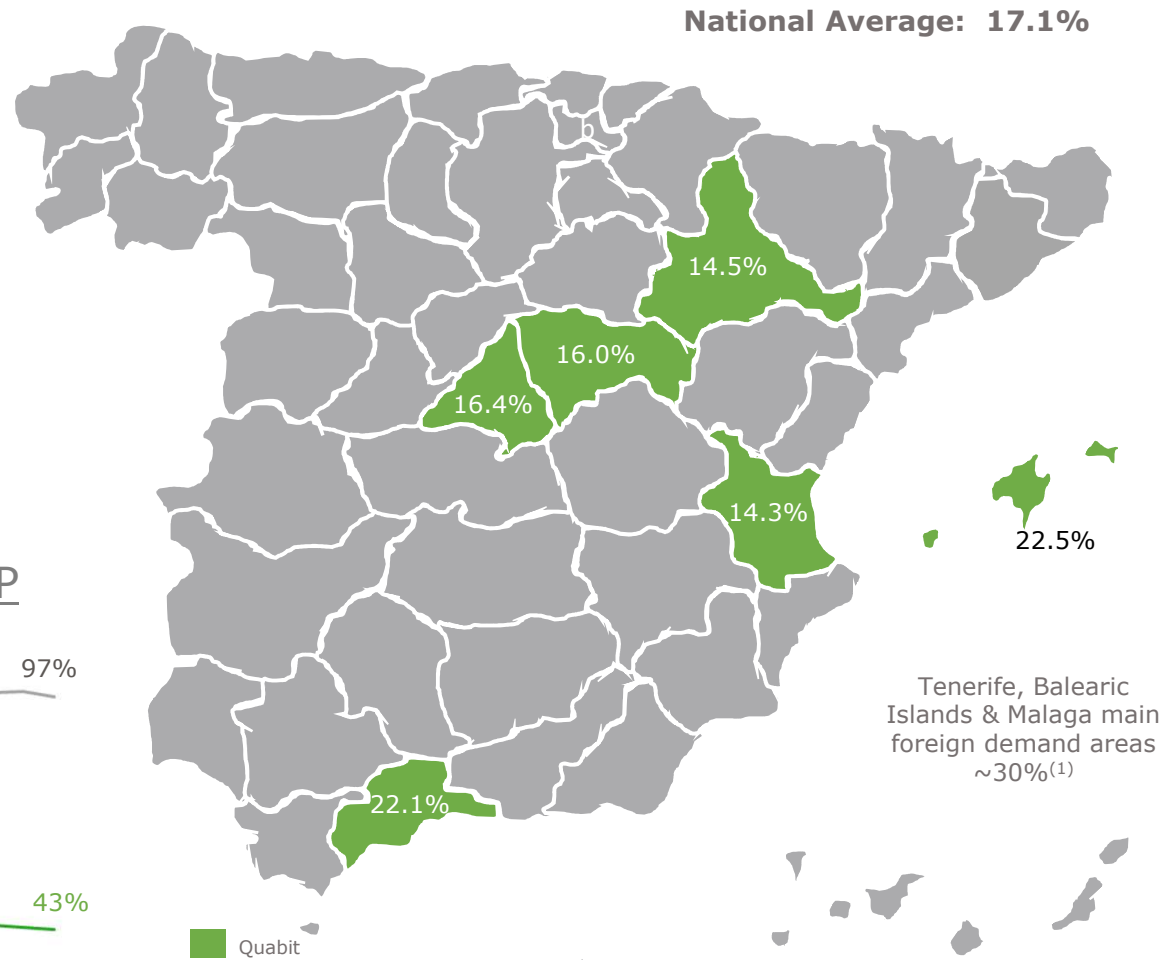 National Average: 17.1%
b
14.5%
16.0%
16.4%
14.3%
22.5%
P
97%
Tenerife, Balearic
Islands & Malaga main
foreign demand areas
~30%(1)
22.1%
43%
Quabit